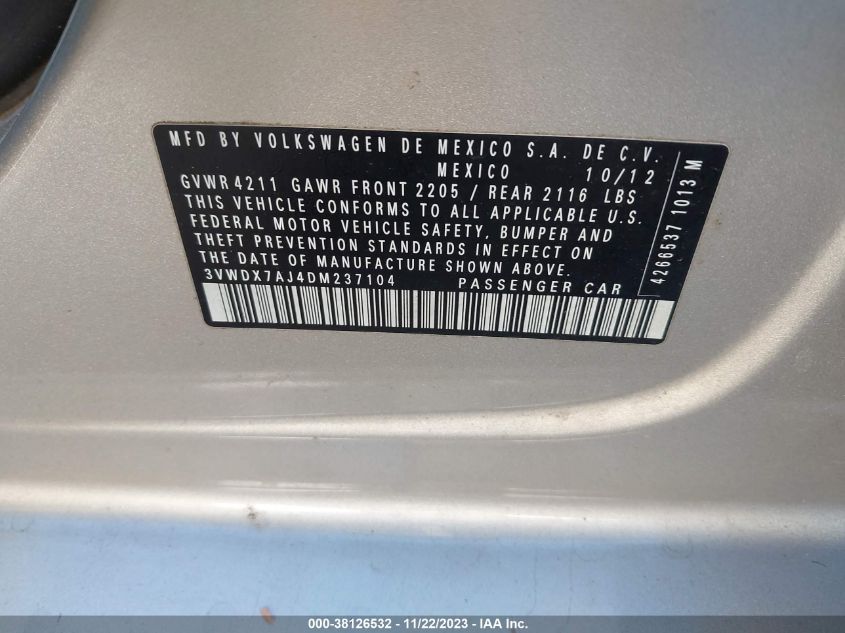 MFD BY VOLKSWAGEN DE MEXICO S.A. DE C.V.
MEXICO 10/12
GVWR 4211 GAWR FRONT 2205 / REAR 2116 LBS
THIS VEHICLE CONFORMS TO ALL APPLICABLE U.S.
FEDERAL MOTOR VEHICLE SAFETY, BUMPER AND
THEFT PREVENTION STANDARDS IN EFFECT ON
THE DATE OF MANUFACTURE SHOWN ABOVE.
3VWDX7AJ4DM237104 PASSENGER CAR
4266537 1013 M
000-38126532 - 11/22/2023 - IAA Inc.